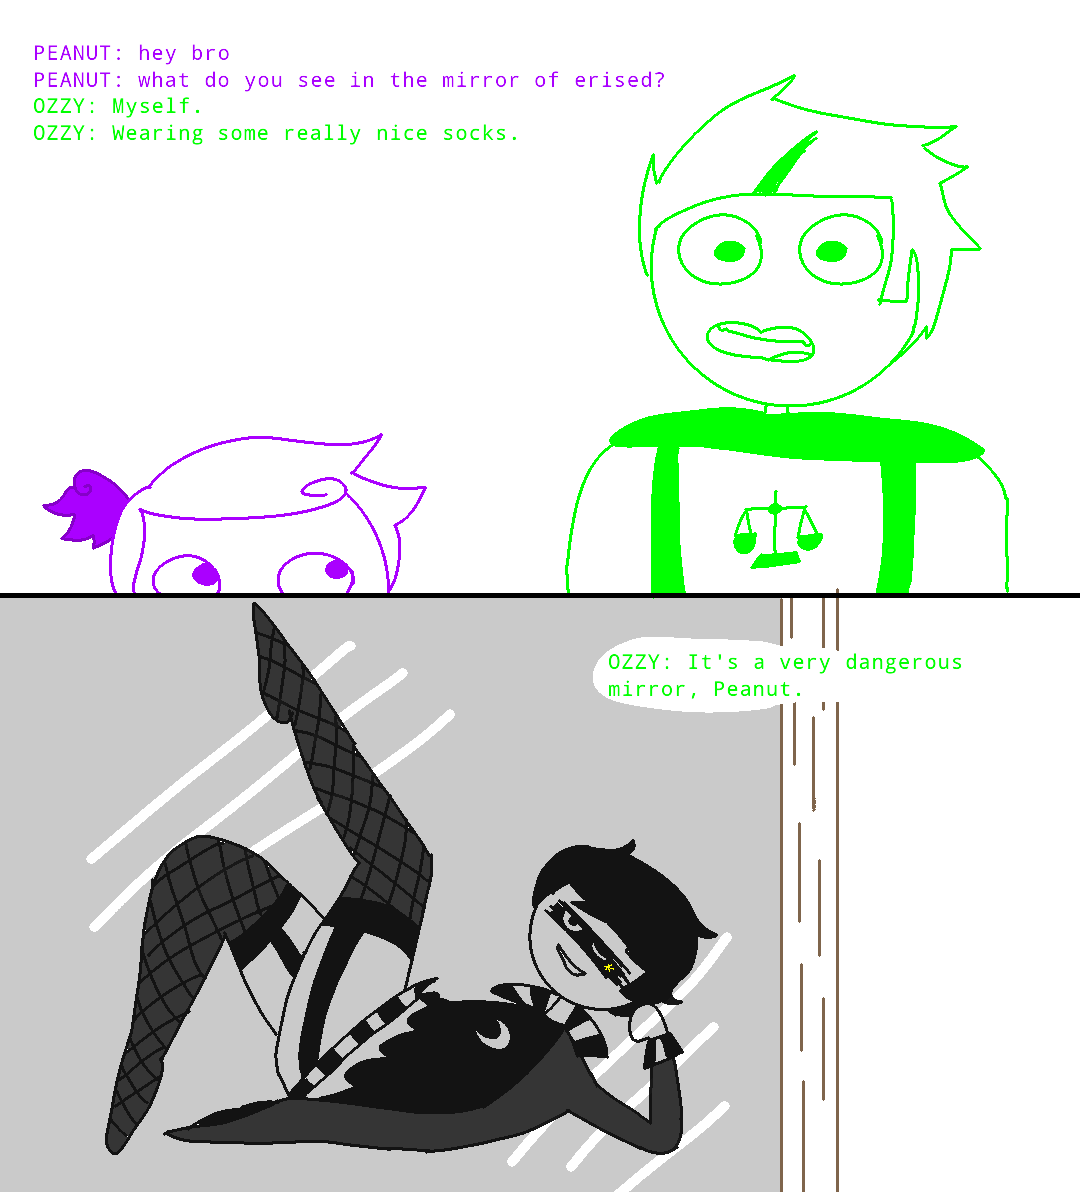 PEANUT: hey bro
PEANUT: what do you see in the mirror of erised?
OZZY: Myself.
OZZY: Wearing some really nice socks.
OZZY: It's a very dangerous
mirror, Peanut.